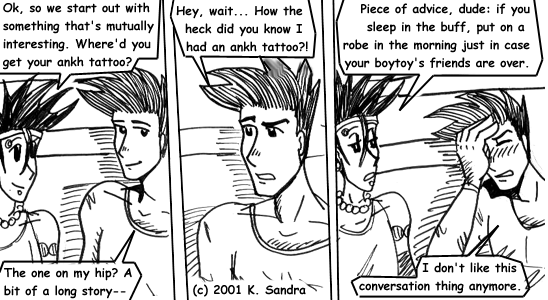 Ok, so we start out with
something that's mutually
interesting. Where'd you
get your ankh tattoo?
The one on my hip? A
bit of a long story--
Hey, wait... How the
heck did you know I
had an ankh tattoo?!
(c) 2001 K. Sandra
Piece of advice, dude: if you
sleep in the buff, put on a
robe in the morning just in case
your boytoy's friends are over.
I don't like this
conversation thing anymore.